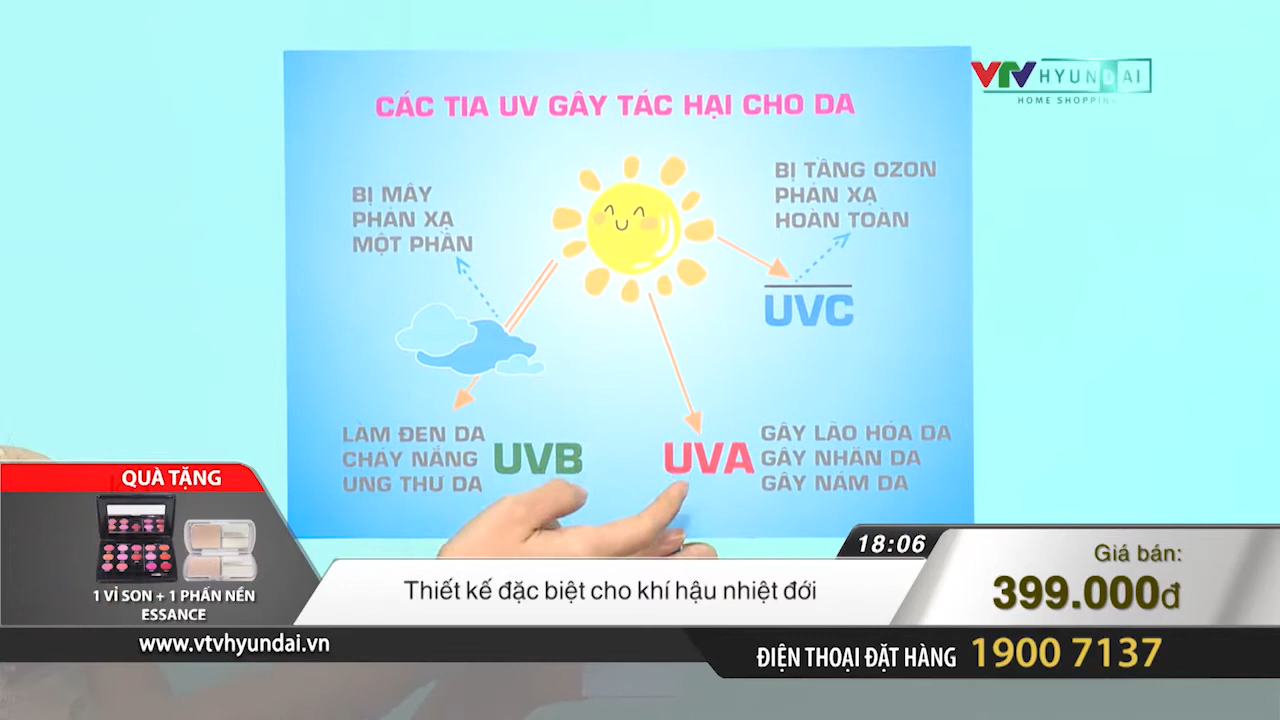 CÁC TIA UV GÂY TÁC HẠI CHO DA
VTV HYUNDAI
HOME SHOPPING
BỊ MÂY
PHẢN XẠ
MỘT PHẦN
BỊ TẦNG OZON
PHẢN XẠ
HOÀN TOÀN
UVC
LÀM ĐEN DA
CHÁY NẮNG
UNG THƯ DA
UVB
UVA
GÂY LÃO HÓA DA
GÂY NHĂN DA
GÂY NÁM DA
QUÀ TẶNG
1 VỈ SON + 1 PHẤN NÉN
ESSANCE
18:06
Thiết kế đặc biệt cho khí hậu nhiệt đới
Giá bán:
399.000đ
www.vtvhyundai.vn
ĐIỆN THOẠI ĐẶT HÀNG 1900 7137